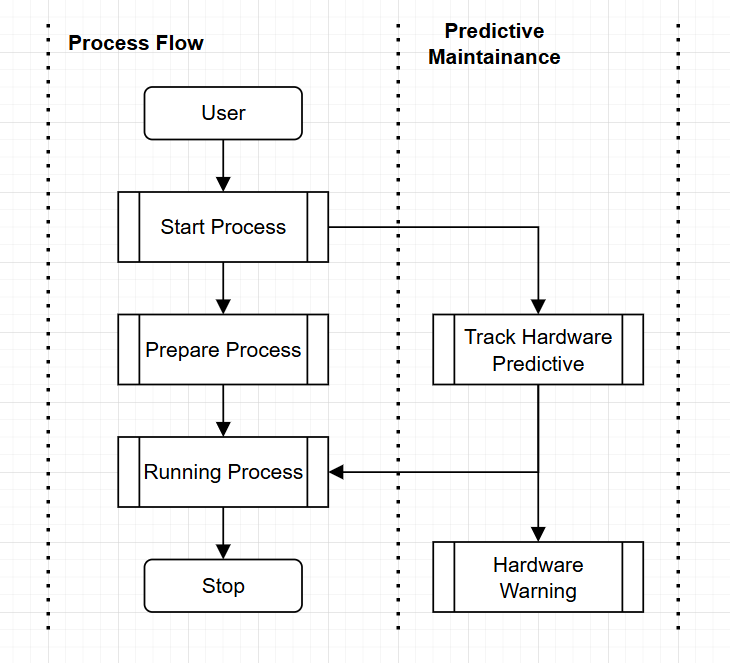 Process Flow
Predictive
Maintainance
User
Start Process
Prepare Process
Track Hardware
Predictive
Running Process
Hardware
Warning
Stop